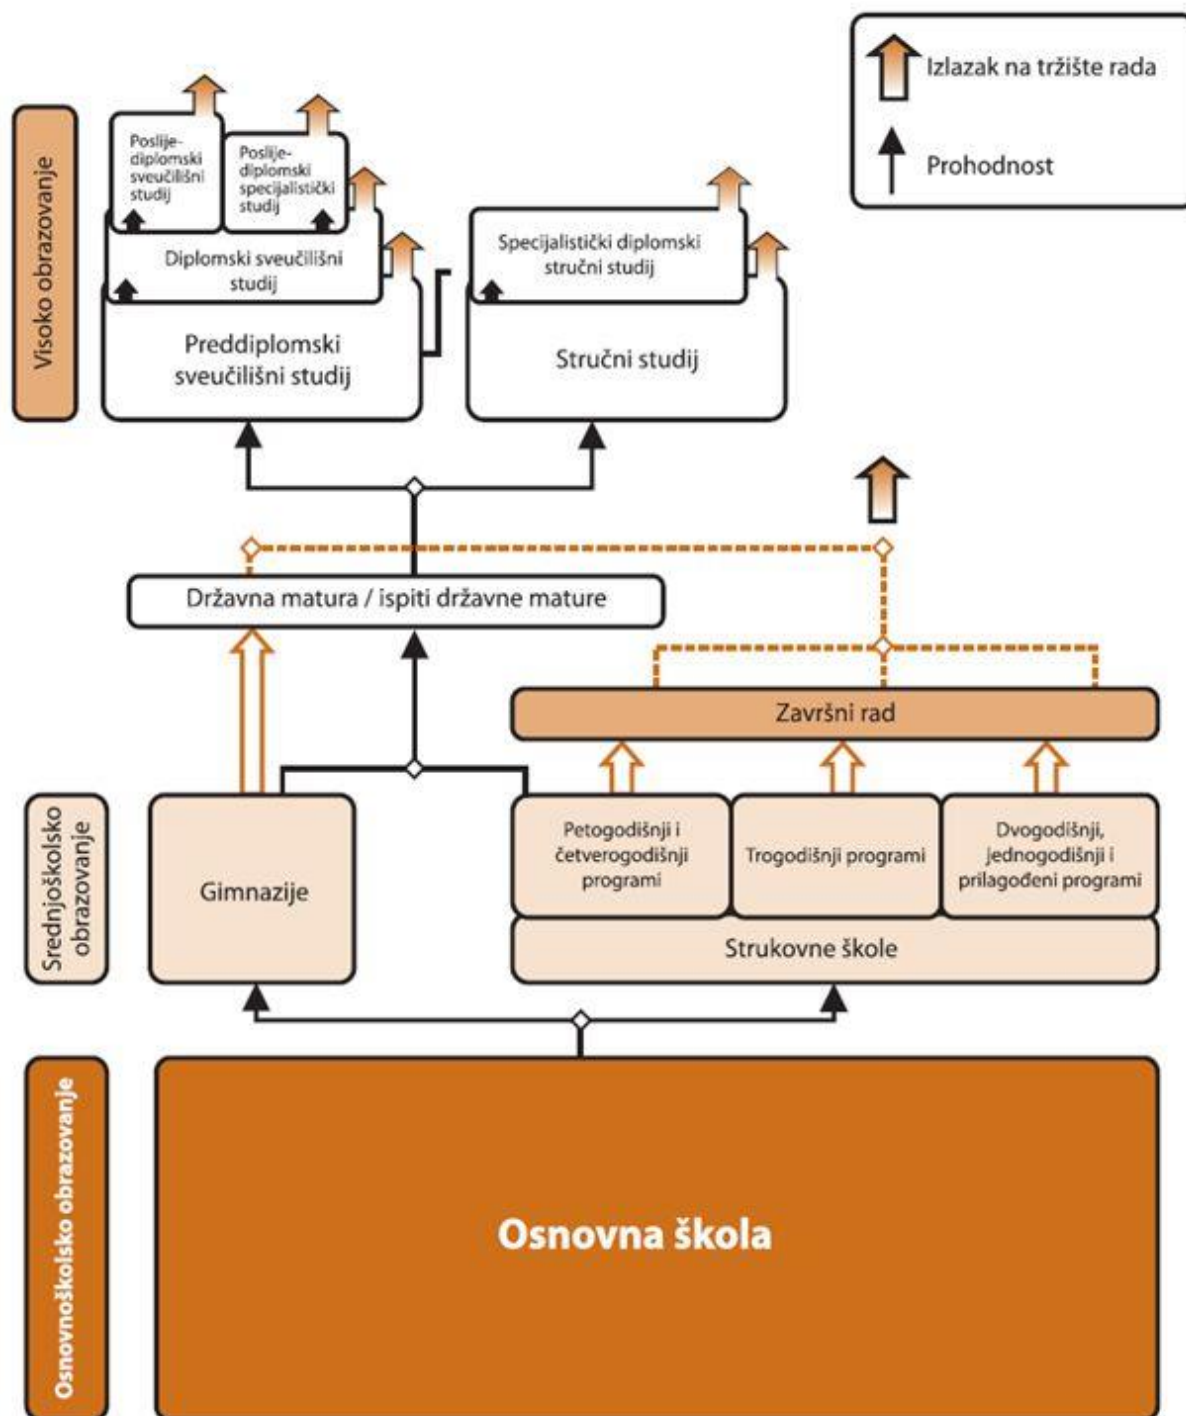 Izlazak na tržište rada
Prohodnost
Visoko obrazovanje
Poslije-
diplomski
sveučilišni
studij
Poslije-
diplomski
specijalistički
studij
Diplomski sveučilišni
studij
Preddiplomski
sveučilišni studij
Specijalistički diplomski
stručni studij
Stručni studij
Državna matura / ispiti državne mature
Završni rad
Srednjoškolsko
obrazovanje
Gimnazije
Petogodišnji i
četverogodišnji
programi
Trogodišnji programi
Dvogodišnji,
jednogodišnji i
prilagođeni programi
Strukovne škole
Osnovnoškolsko obrazovanje
Osnovna škola